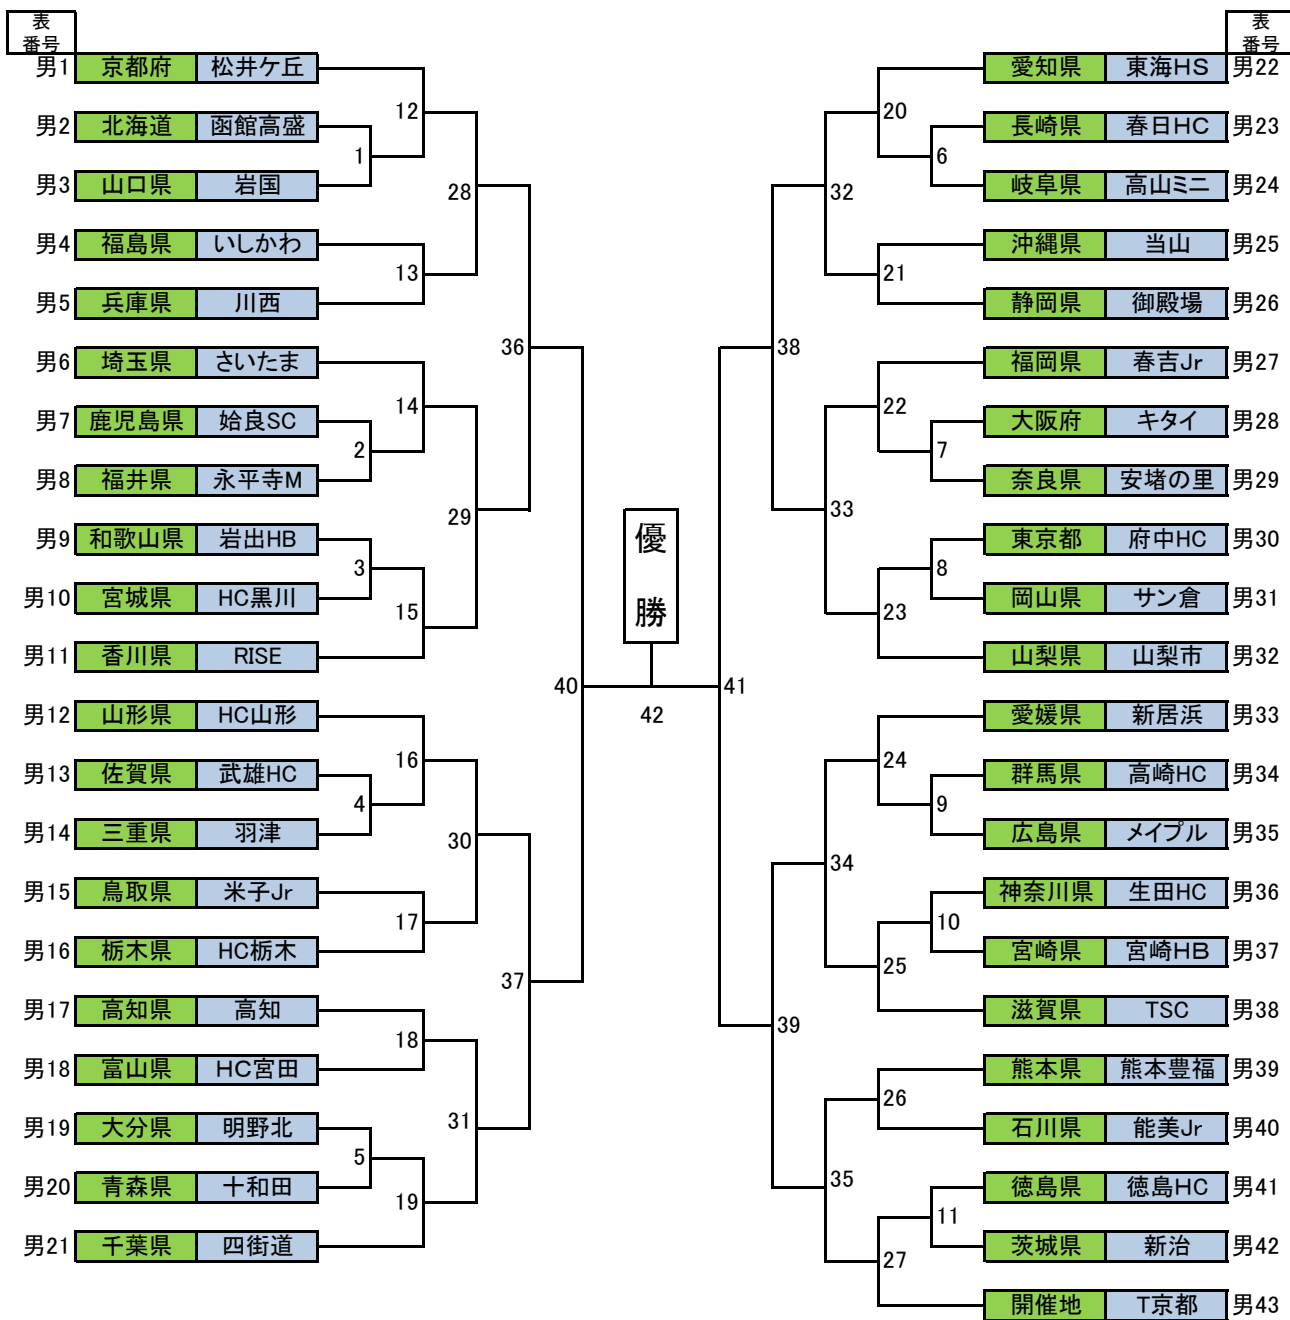 表
番号
男1 京都府 松井ケ丘
男2 北海道 函館高盛
男3 山口県 岩国
男4 福島県 いしかわ
男5 兵庫県 川西
男6 埼玉県 さいたま
男7 鹿児島県 姶良SC
男8 福井県 永平寺M
男9 和歌山県 岩出HB
男10 宮城県 HC黒川
男11 香川県 RISE
男12 山形県 HC山形
男13 佐賀県 武雄HC
男14 三重県 羽津
男15 鳥取県 米子Jr
男16 栃木県 HC栃木
男17 高知県 高知
男18 富山県 HC宮田
男19 大分県 明野北
男20 青森県 十和田
男21 千葉県 四街道
12
1
28
13
36
14
2
29
3
15
40
16
4
30
17
37
18
31
5
19
優
勝
42
表
番号
愛知県 東海HS 男22
長崎県 春日HC 男23
岐阜県 高山ミニ 男24
沖縄県 当山 男25
静岡県 御殿場 男26
福岡県 春吉Jr 男27
大阪府 キタイ 男28
奈良県 安堵の里 男29
東京都 府中HC 男30
岡山県 サン倉 男31
山梨県 山梨市 男32
愛媛県 新居浜 男33
群馬県 高崎HC 男34
広島県 メイプル 男35
神奈川県 生田HC 男36
宮崎県 宮崎HB 男37
滋賀県 TSC 男38
熊本県 熊本豊福 男39
石川県 能美Jr 男40
徳島県 徳島HC 男41
茨城県 新治 男42
開催地 T京都 男43
20
6
32
21
38
22
7
33
8
23
41
24
9
34
10
25
39
26
35
11
27